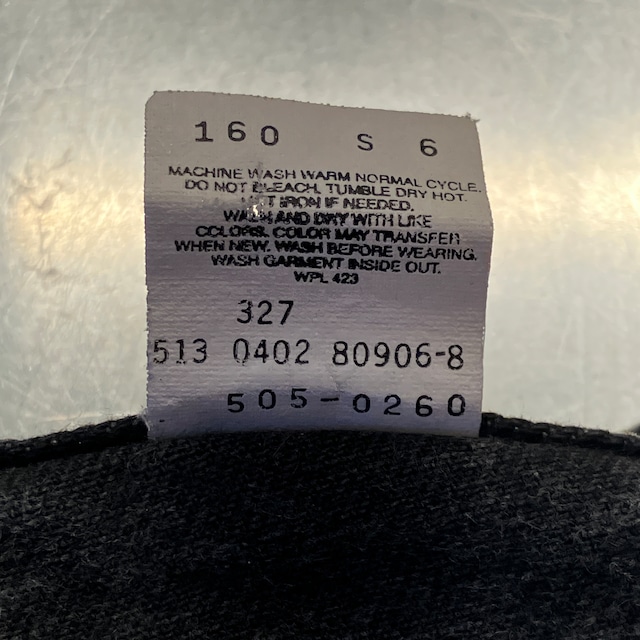 160 S 6
MACHINE WASH WARM NORMAL CYCLE.
DO NOT BLEACH. TUMBLE DRY HOT.
IRON IF NEEDED.
WASH AND DRY WITH LIKE
COLORS. COLOR MAY TRANSFER
WHEN NEW. WASH BEFORE WEARING.
WASH GARMENT INSIDE OUT.
WPL 423
327
513 0402 80906-8
505-0260